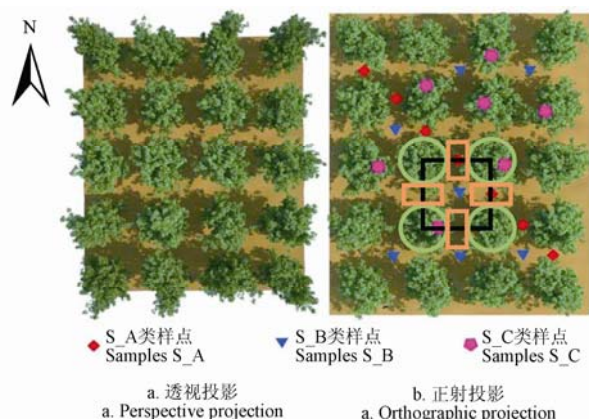 N
S_A类样点
Samples S_A
S_B类样点
Samples S_B
S_C类样点
Samples S_C
a. 透视投影
a. Perspective projection
b. 正射投影
a. Orthographic projection